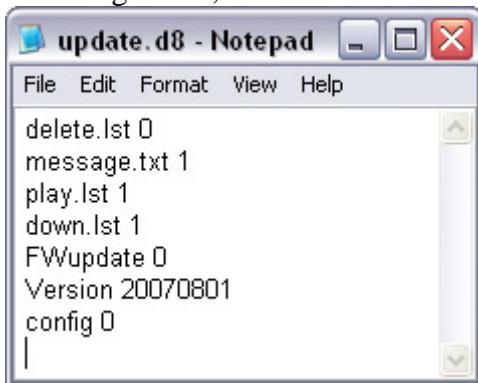 update.d8 - Notepad
File Edit Format View Help
delete.lst 0
message.txt 1
play.lst 1
down.lst 1
FWupdate 0
Version 20070801
config 0